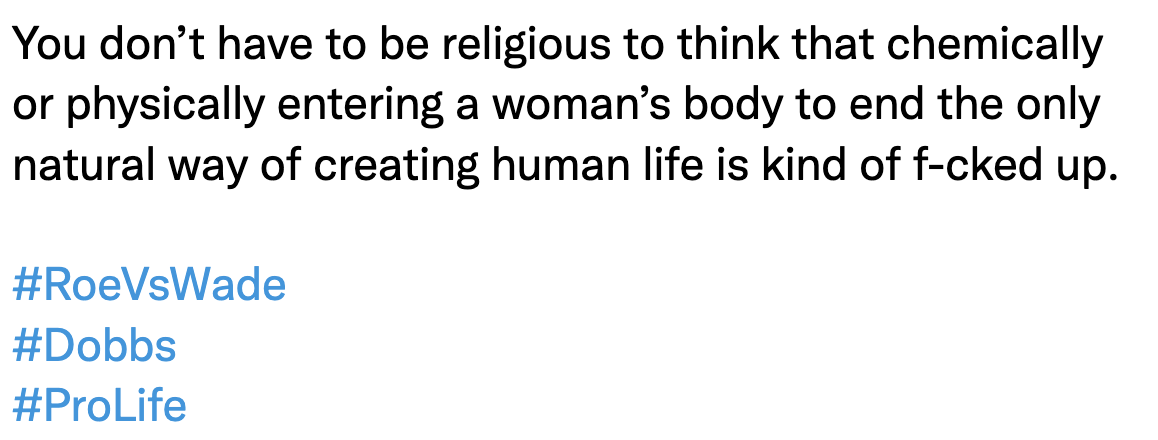 You don’t have to be religious to think that chemically
or physically entering a woman’s body to end the only
natural way of creating human life is kind of f-cked up.
#RoeVsWade
#Dobbs
#ProLife